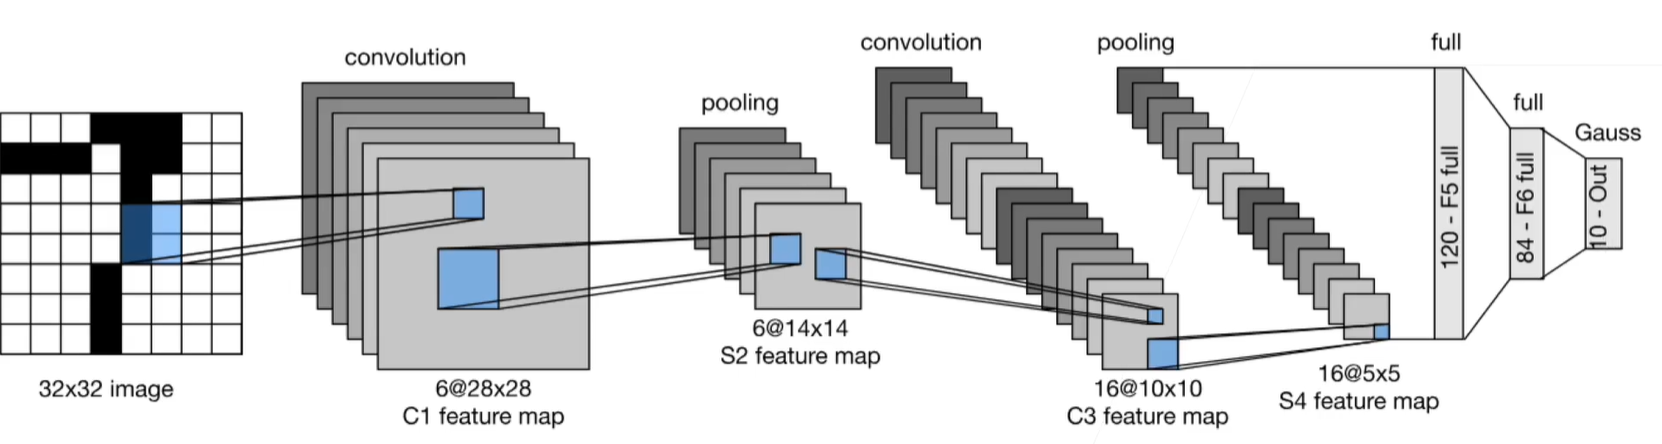 convolution
pooling
convolution
pooling
full
full
Gauss
32x32 image
6@28x28
C1 feature map
6@14x14
S2 feature map
16@10x10
C3 feature map
16@5x5
S4 feature map
120 - F5 full
84 - F6 full
10 - Out